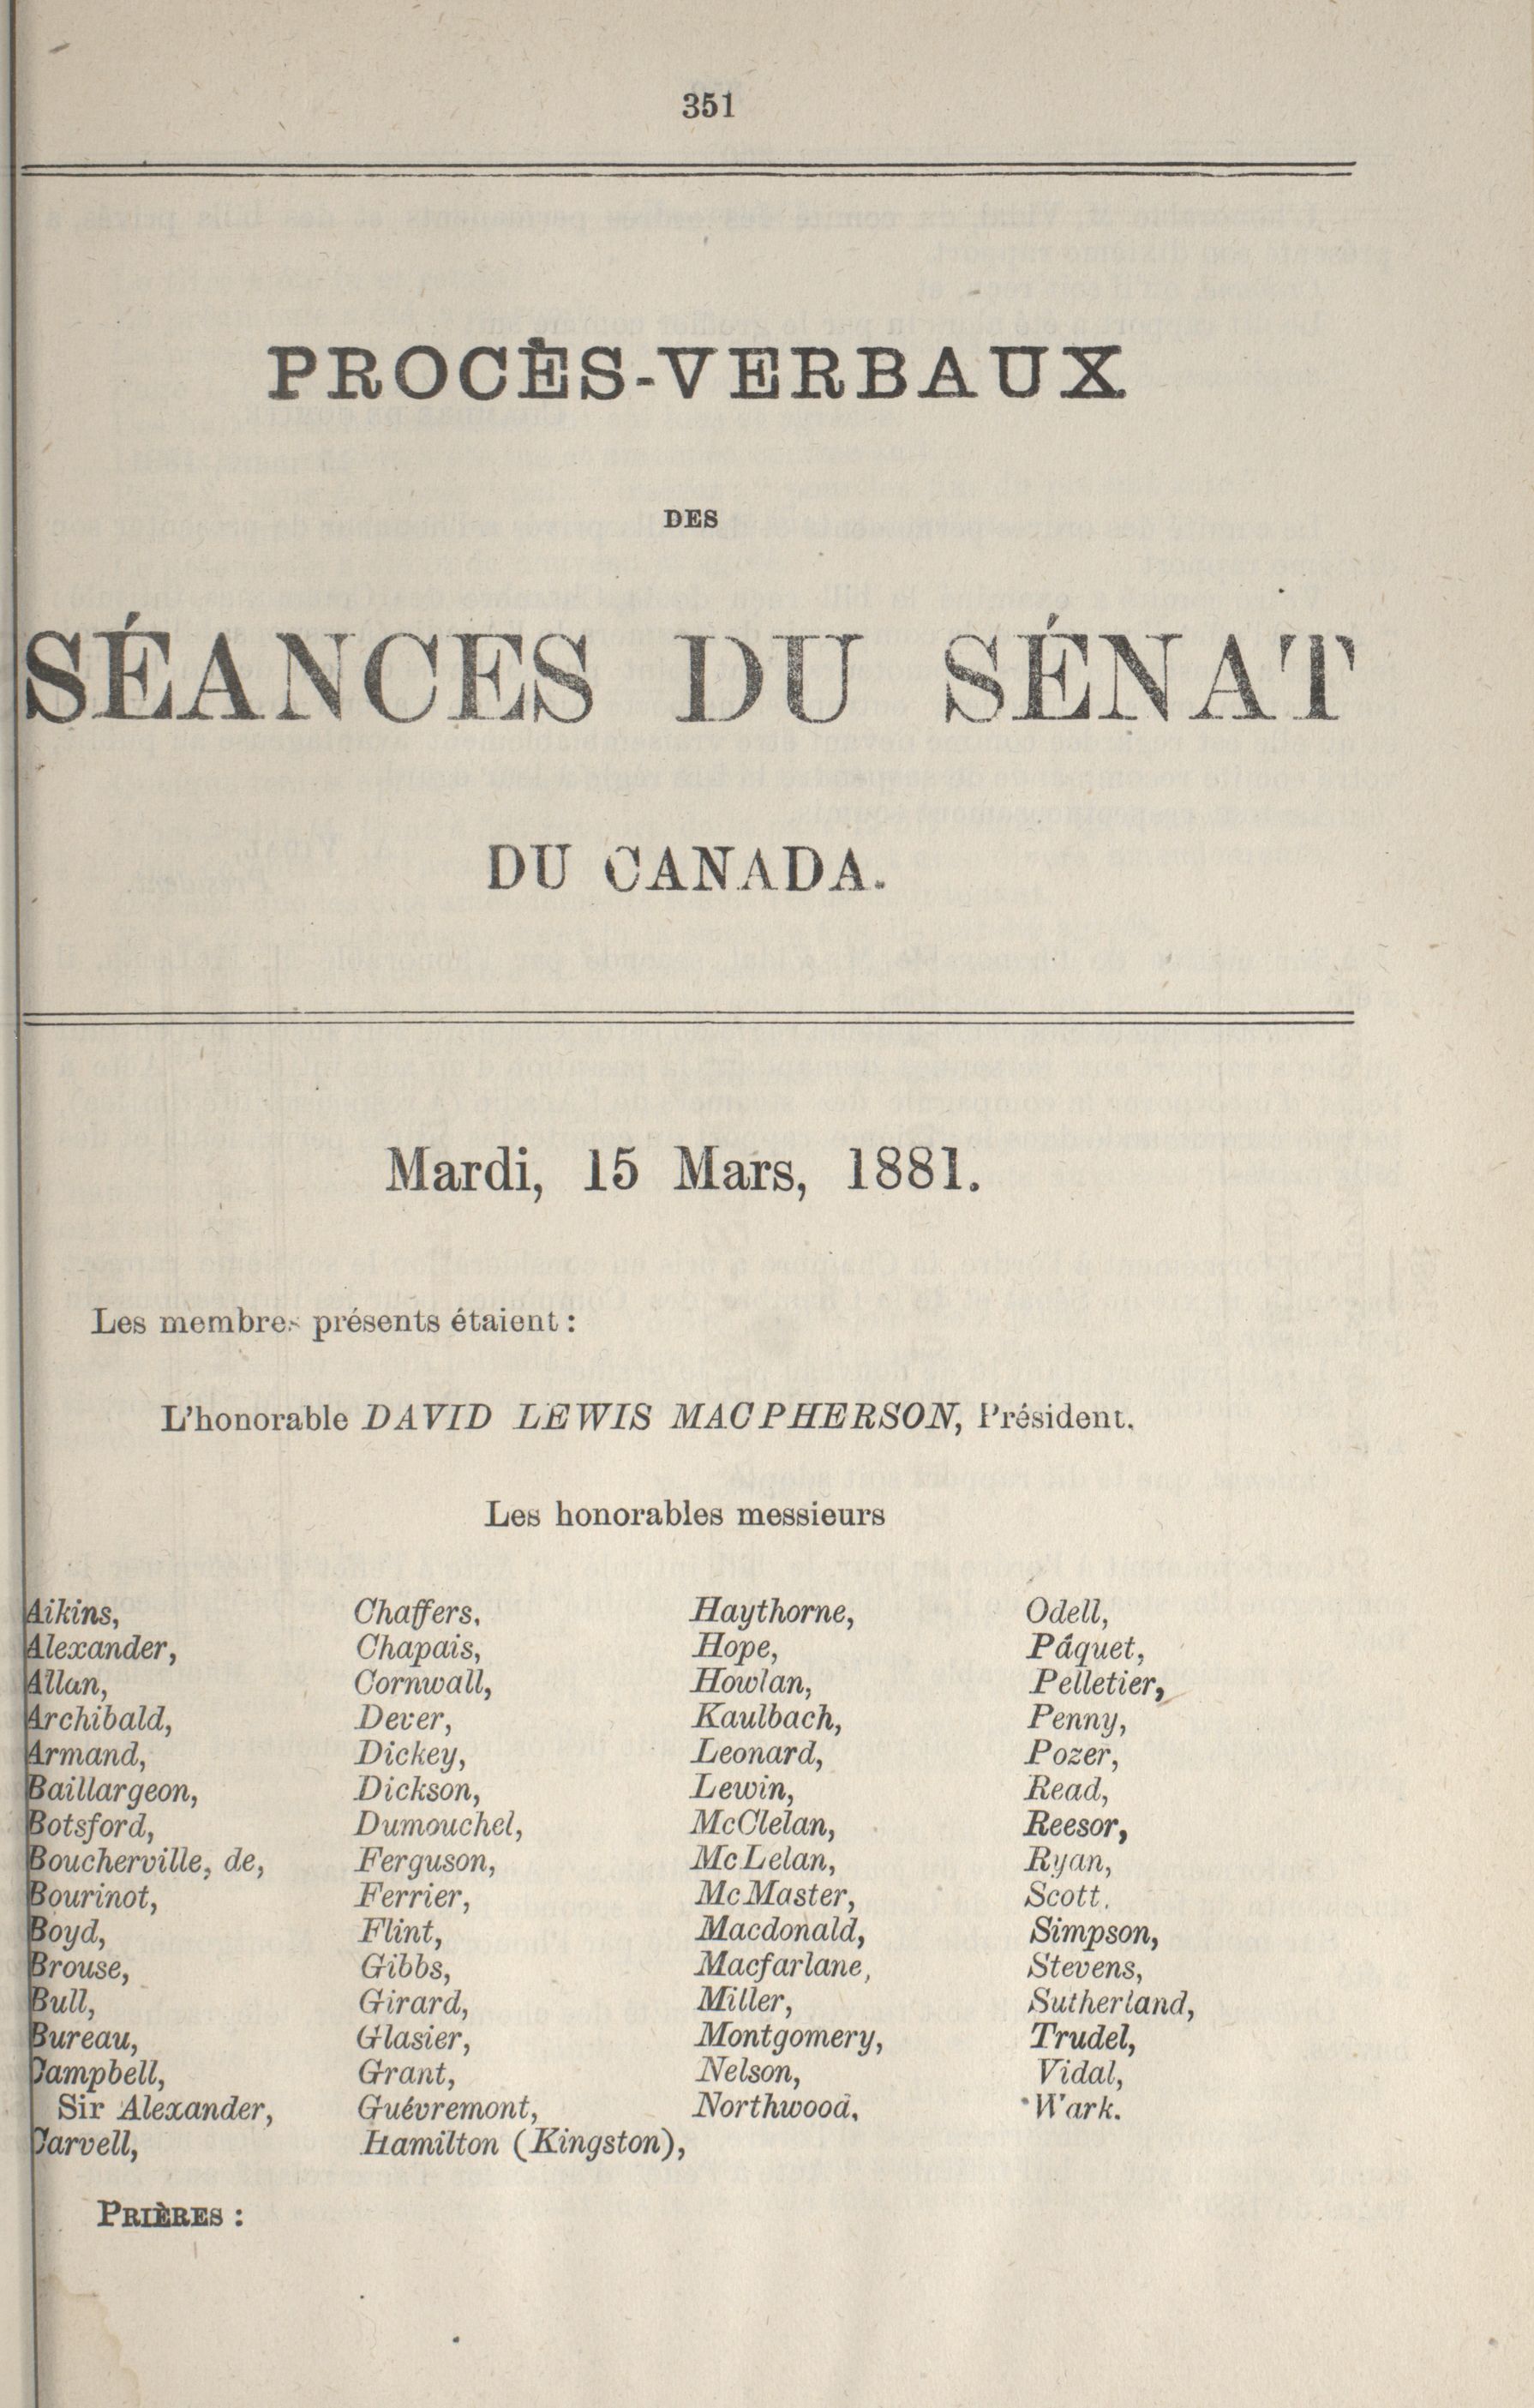 351
PROCÈS-VERBAUX
DES
SÉANCES DU SÉNAT
DU CANADA.
Mardi, 15 Mars, 1881.
Les membres présents étaient :
L'honorable DAVID LEWIS MACPHERSON, Président.
Les honorables messieurs
Aikins,
Alexander,
Allan,
Archibald,
Armand,
Baillargeon,
Botsford,
Boucherville, de,
Bourinot,
Boyd,
Brouse,
Bull,
Bureau,
Campbell,
Sir Alexander,
Carvell,
Chaffers,
Chapais,
Cornwall,
Dever,
Dickey,
Dickson,
Dumouchel,
Ferguson,
Ferrier,
Flint,
Gibbs,
Girard,
Glasier,
Grant,
Guévremont,
Hamilton (Kingston),
Haythorne,
Hope,
Howlan,
Kaulbach,
Leonard,
Lewin,
McClelan,
McLelan,
McMaster,
Macdonald,
Macfarlane,
Miller,
Montgomery,
Nelson,
Northwood,
Odell,
Pâquet,
Pelletier,
Penny,
Pozer,
Read,
Reesor,
Ryan,
Scott,
Simpson,
Stevens,
Sutherland,
Trudel,
Vidal,
Wark.
PRIÈRES :